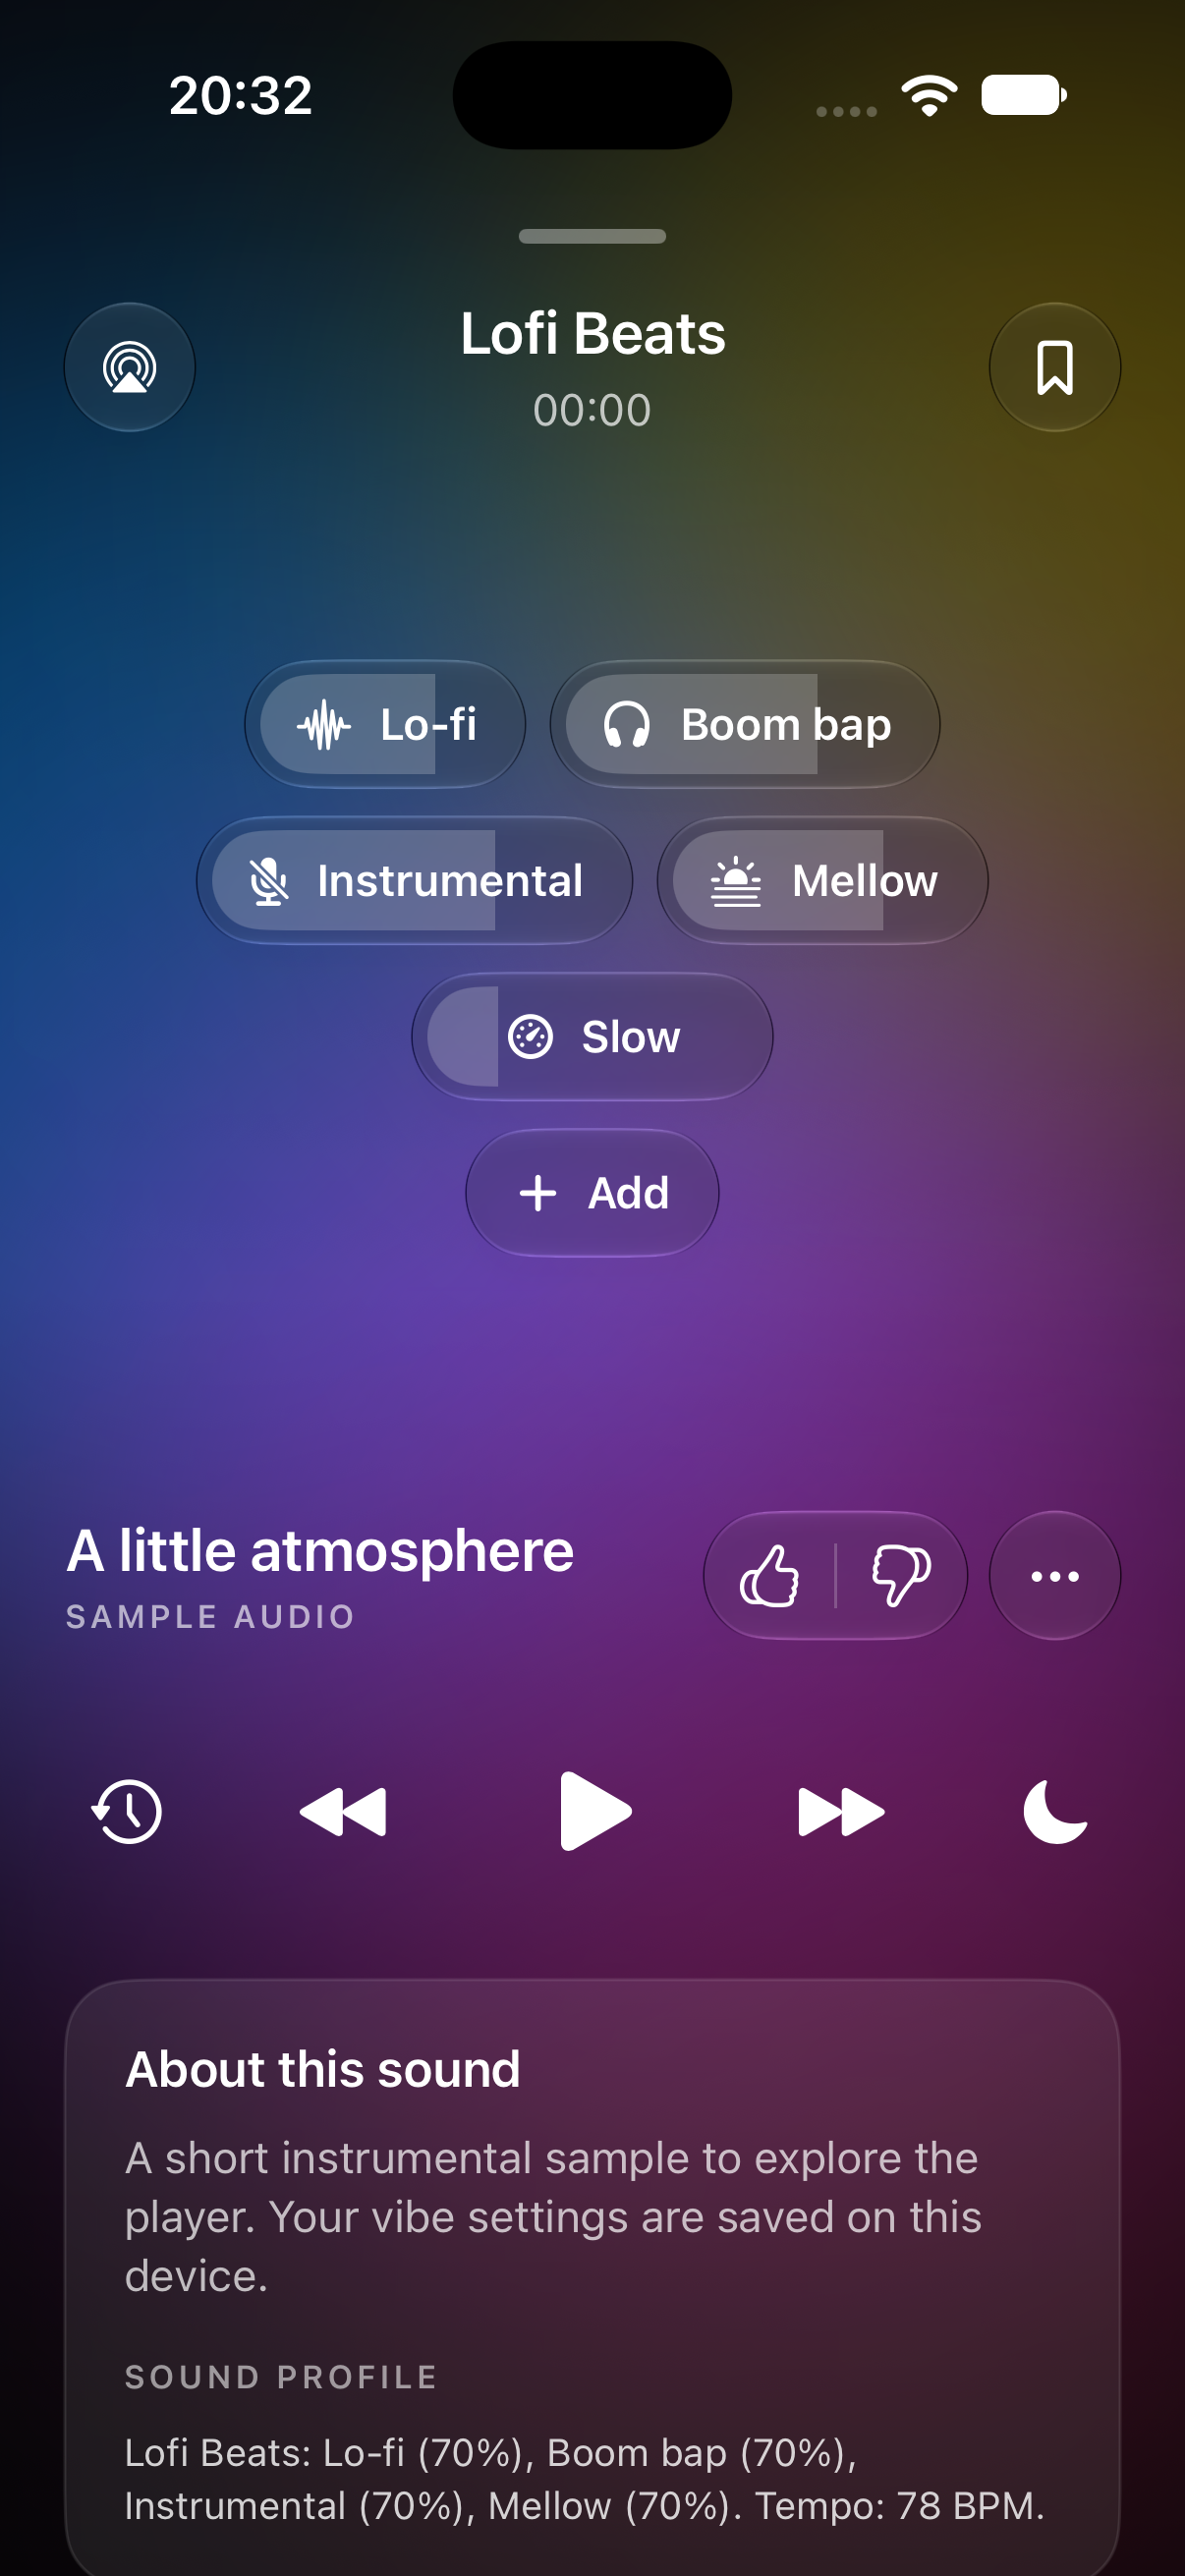 20:32
Lofi Beats
00:00
Lo-fi
Boom bap
Instrumental
Mellow
Slow
Add
A little atmosphere
SAMPLE AUDIO
About this sound
A short instrumental sample to explore the
player. Your vibe settings are saved on this
device.
SOUND PROFILE
Lofi Beats: Lo-fi (70%), Boom bap (70%),
Instrumental (70%), Mellow (70%). Tempo: 78 BPM.